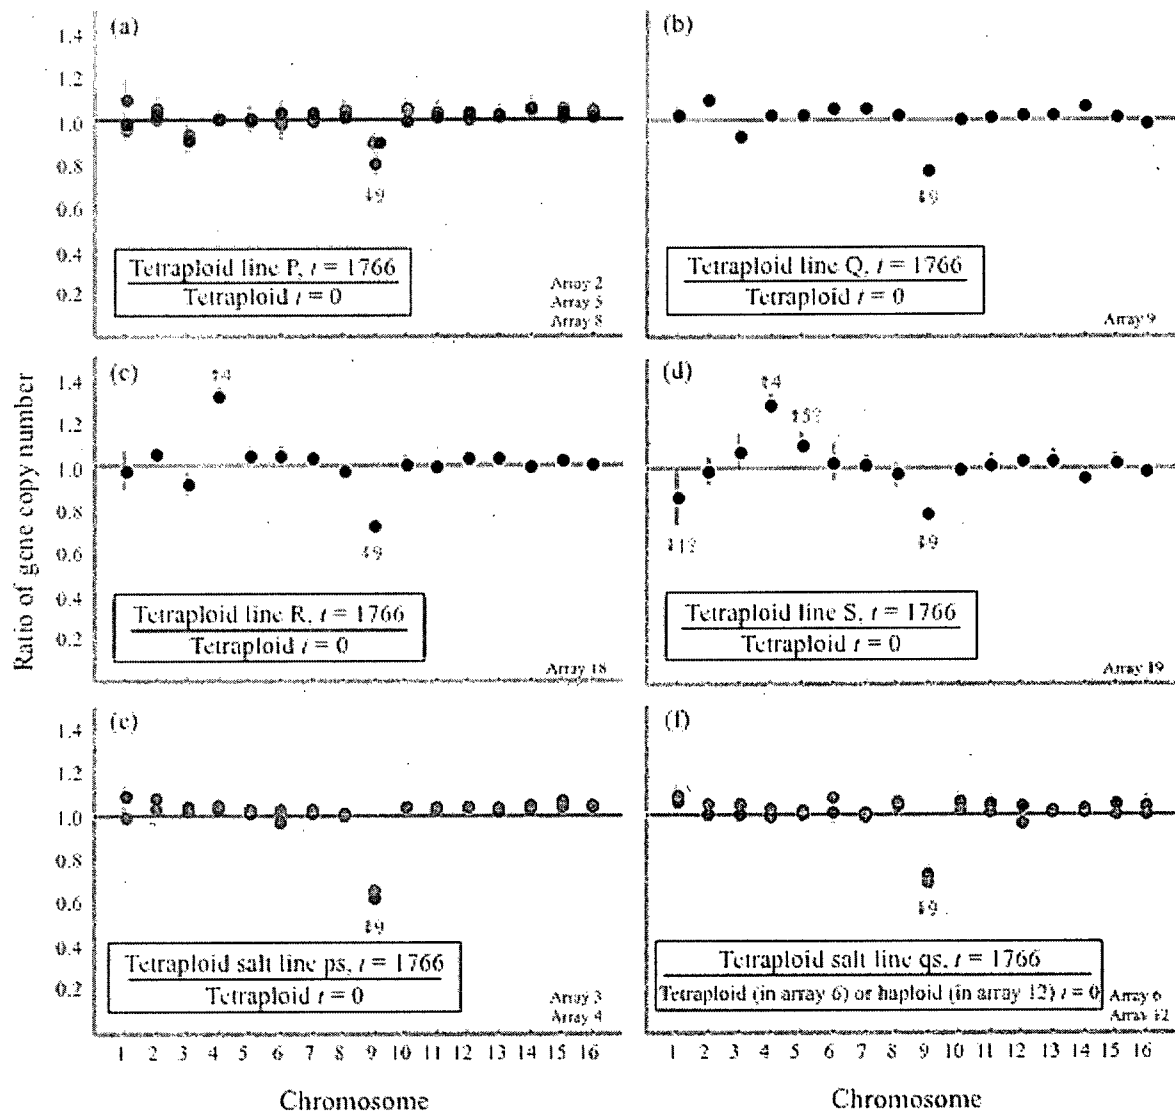 Ratio of gene copy number
(a)
1.4
1.2
1.0
0.8
0.6
0.4
0.2
↓9
Tetraploid line P, t = 1766
Tetraploid t = 0
Array 2
Array 5
Array 8
(b)
↓9
Tetraploid line Q, t = 1766
Tetraploid t = 0
Array 9
(c)
1.4
1.2
1.0
0.8
0.6
0.4
0.2
↑4
↓9
Tetraploid line R, t = 1766
Tetraploid t = 0
Array 18
(d)
↑4
↑5?
↓1?
↓9
Tetraploid line S, t = 1766
Tetraploid t = 0
Array 19
(e)
1.4
1.2
1.0
0.8
0.6
0.4
0.2
↓9
Tetraploid salt line ps, t = 1766
Tetraploid t = 0
Array 3
Array 4
1 2 3 4 5 6 7 8 9 10 11 12 13 14 15 16
Chromosome
(f)
↓9
Tetraploid salt line qs, t = 1766
Tetraploid (in array 6) or haploid (in array 12) t = 0
Array 6
Array 12
1 2 3 4 5 6 7 8 9 10 11 12 13 14 15 16
Chromosome